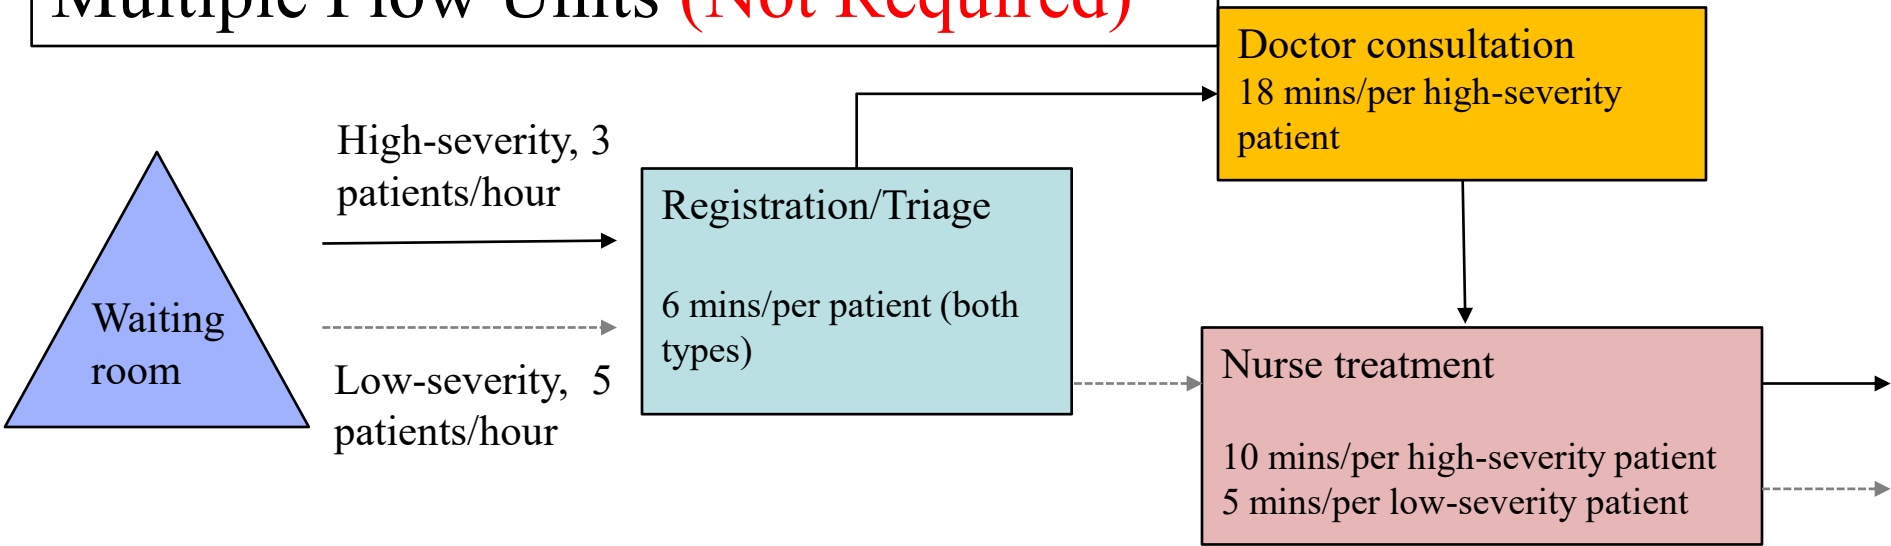 Multiple Flow Units (Not Required)
Doctor consultation
18 mins/per high-severity
patient
High-severity, 3
patients/hour
Registration/Triage
6 mins/per patient (both
types)
Waiting
room
Low-severity, 5
patients/hour
Nurse treatment
10 mins/per high-severity patient
5 mins/per low-severity patient